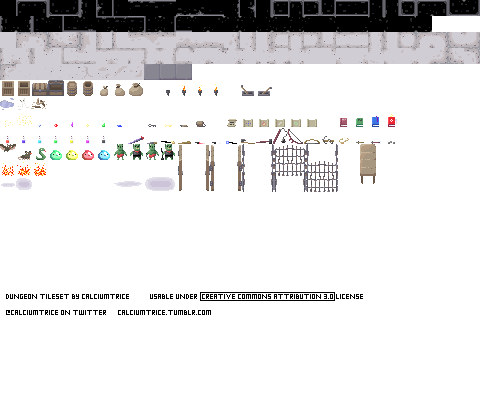 DUNGEON TILESET BY CALCIUMTRICE USABLE UNDER CREATIVE COMMONS ATTRIBUTION 3.0 LICENSE
@CALCIUMTRICE ON TWITTER CALCIUMTRICE.TUMBLR.COM